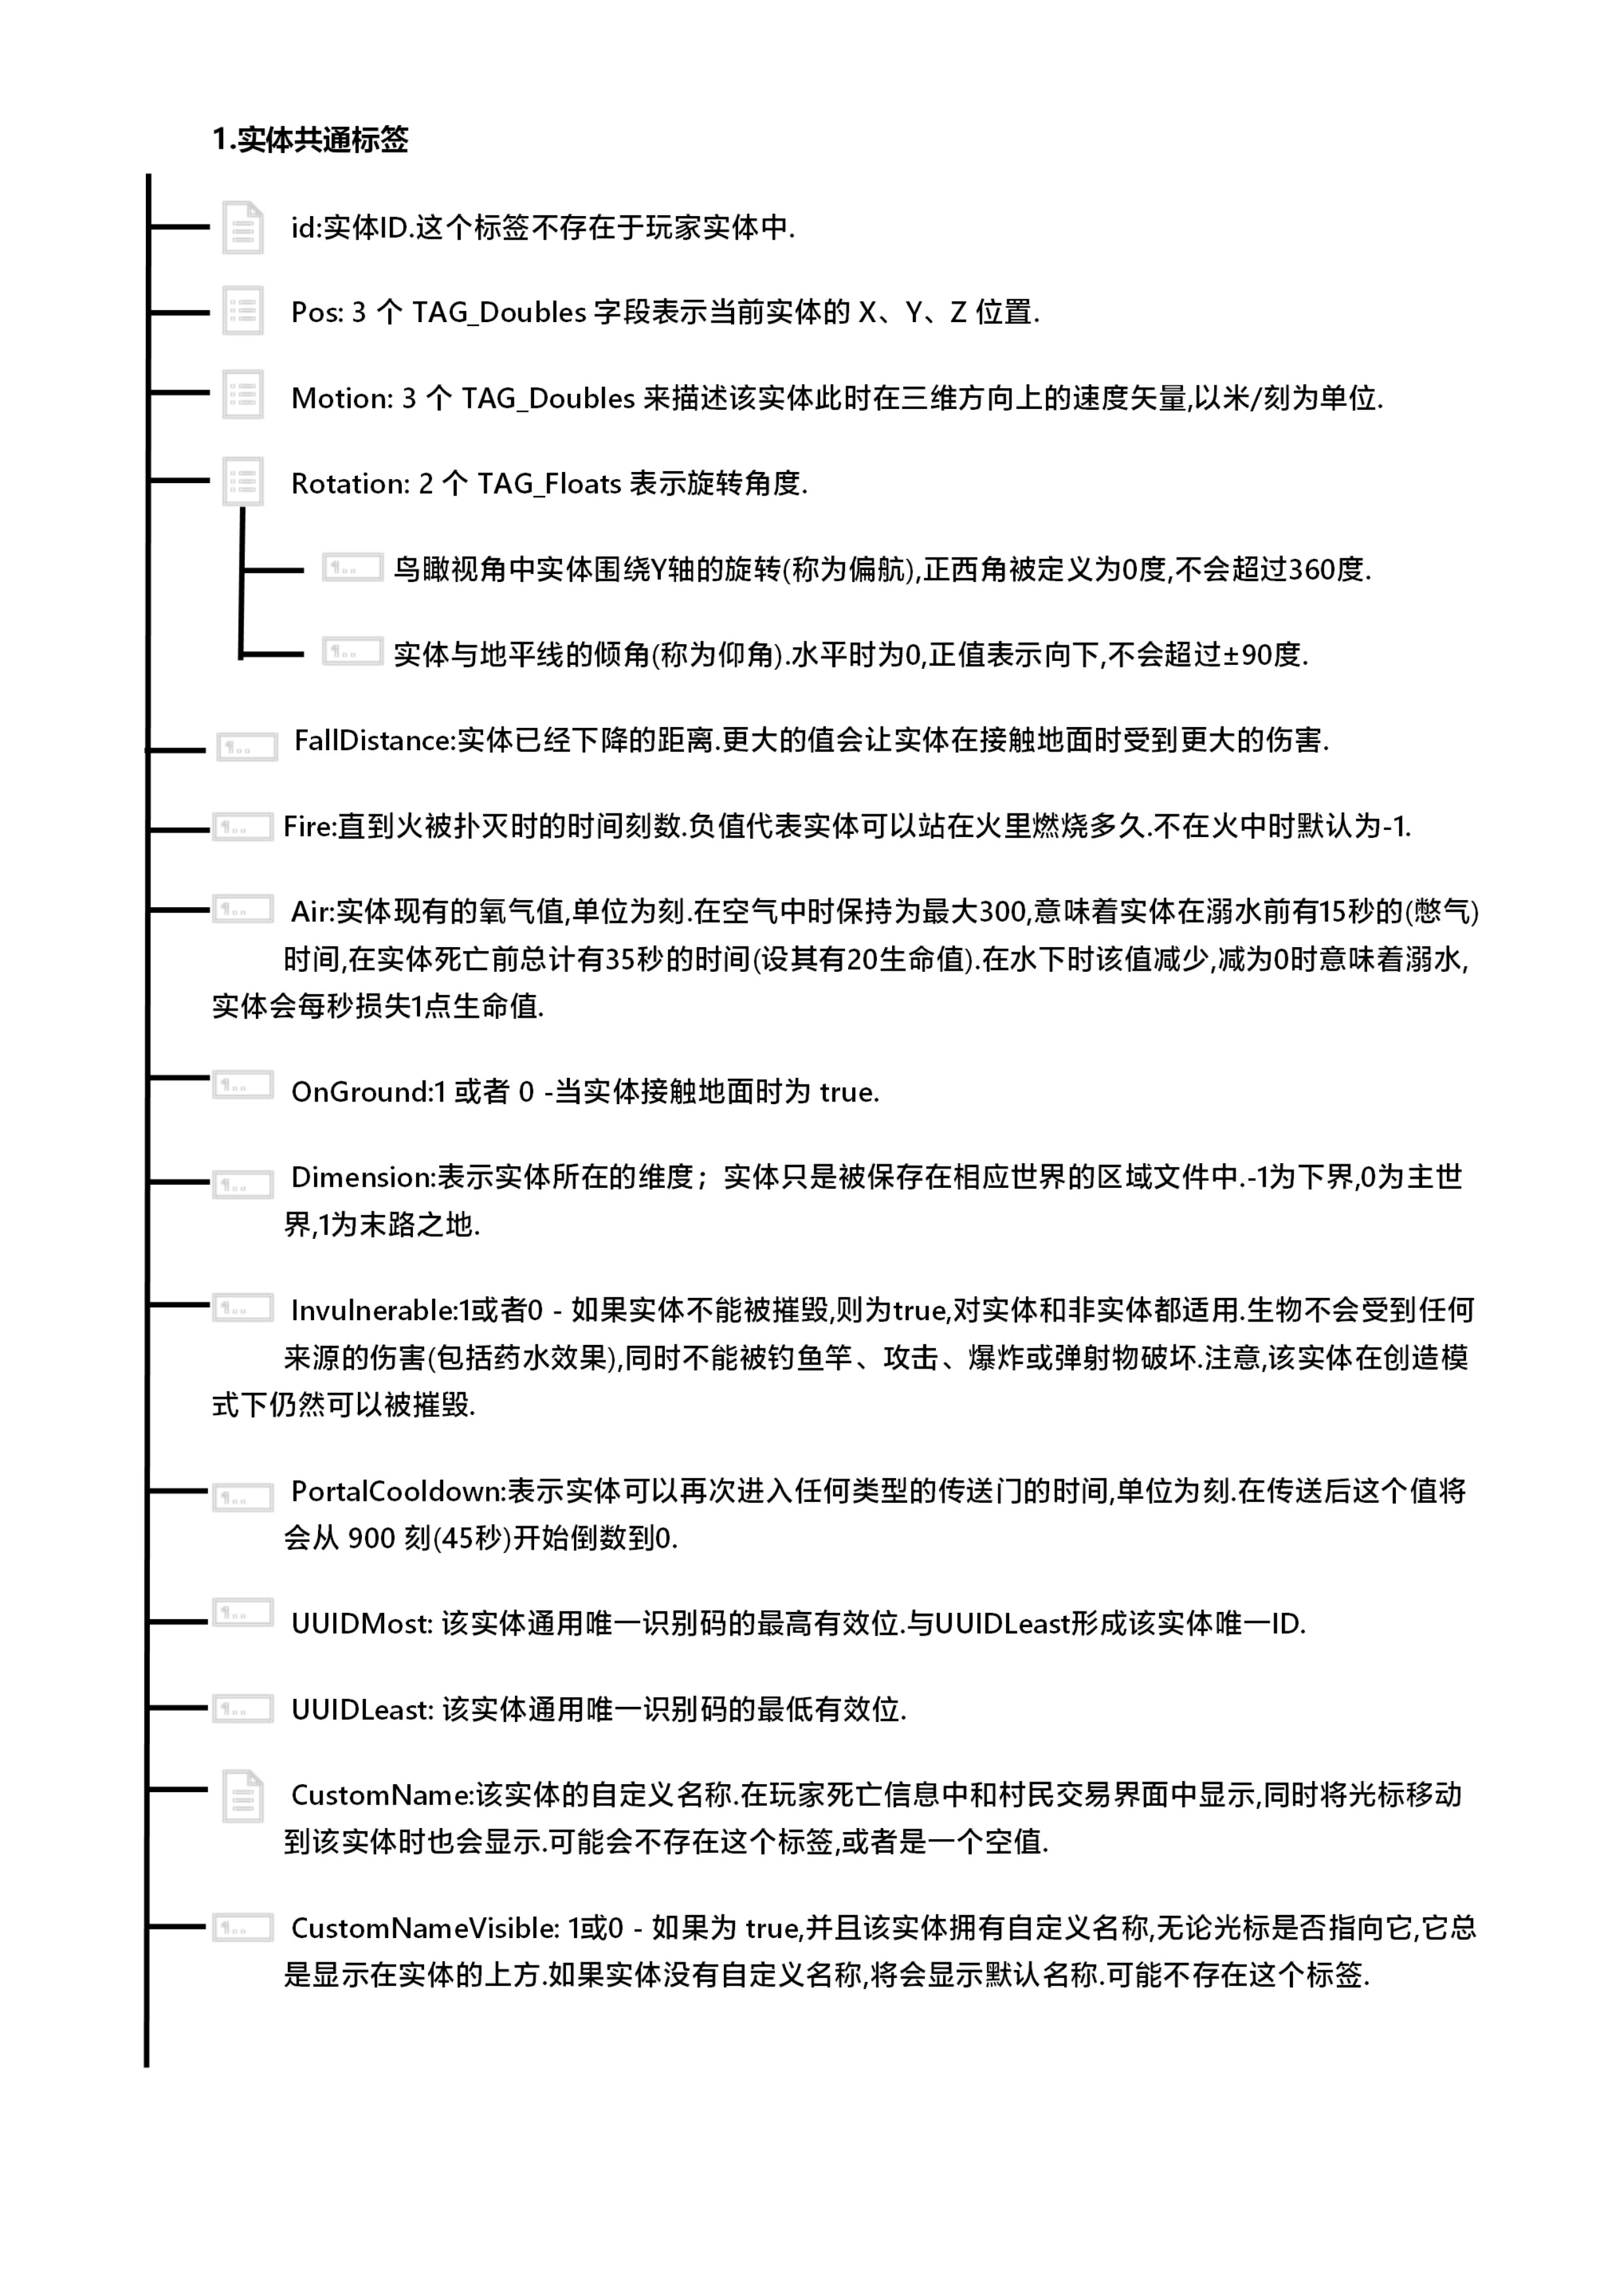 1.实体共通标签
id:实体ID.这个标签不存在于玩家实体中.
Pos: 3 个 TAG_Doubles 字段表示当前实体的 X、Y、Z 位置.
Motion: 3 个 TAG_Doubles 来描述该实体此时在三维方向上的速度矢量,以米/刻为单位.
Rotation: 2 个 TAG_Floats 表示旋转角度.
1.. 鸟瞰视角中实体围绕Y轴的旋转(称为偏航),正西角被定义为0度,不会超过360度.
1.. 实体与地平线的倾角(称为仰角).水平时为0,正值表示向下,不会超过±90度.
1.. FallDistance:实体已经下降的距离.更大的值会让实体在接触地面时受到更大的伤害.
1.. Fire:直到火被扑灭时的时间刻数.负值代表实体可以站在火里燃烧多久.不在火中时默认为-1.
1.. Air:实体现有的氧气值,单位为刻.在空气中时保持为最大300,意味着实体在溺水前有15秒的(憋气)
时间,在实体死亡前总计有35秒的时间(设其有20生命值).在水下时该值减少,减为0时意味着溺水,
实体会每秒损失1点生命值.
1.. OnGround:1 或者 0 -当实体接触地面时为 true.
1.. Dimension:表示实体所在的维度；实体只是被保存在相应世界的区域文件中.-1为下界,0为主世
界,1为末路之地.
1.. Invulnerable:1或者0 - 如果实体不能被摧毁,则为true,对实体和非实体都适用.生物不会受到任何
来源的伤害(包括药水效果),同时不能被钓鱼竿、攻击、爆炸或弹射物破坏.注意,该实体在创造模
式下仍然可以被摧毁.
1.. PortalCooldown:表示实体可以再次进入任何类型的传送门的时间,单位为刻.在传送后这个值将
会从 900 刻(45秒)开始倒数到0.
1.. UUIDMost: 该实体通用唯一识别码的最高有效位.与UUIDLeast形成该实体唯一ID.
1.. UUIDLeast: 该实体通用唯一识别码的最低有效位.
CustomName:该实体的自定义名称.在玩家死亡信息中和村民交易界面中显示,同时将光标移动
到该实体时也会显示.可能会不存在这个标签,或者是一个空值.
1.. CustomNameVisible: 1或0 - 如果为 true,并且该实体拥有自定义名称,无论光标是否指向它,它总
是显示在实体的上方.如果实体没有自定义名称,将会显示默认名称.可能不存在这个标签.